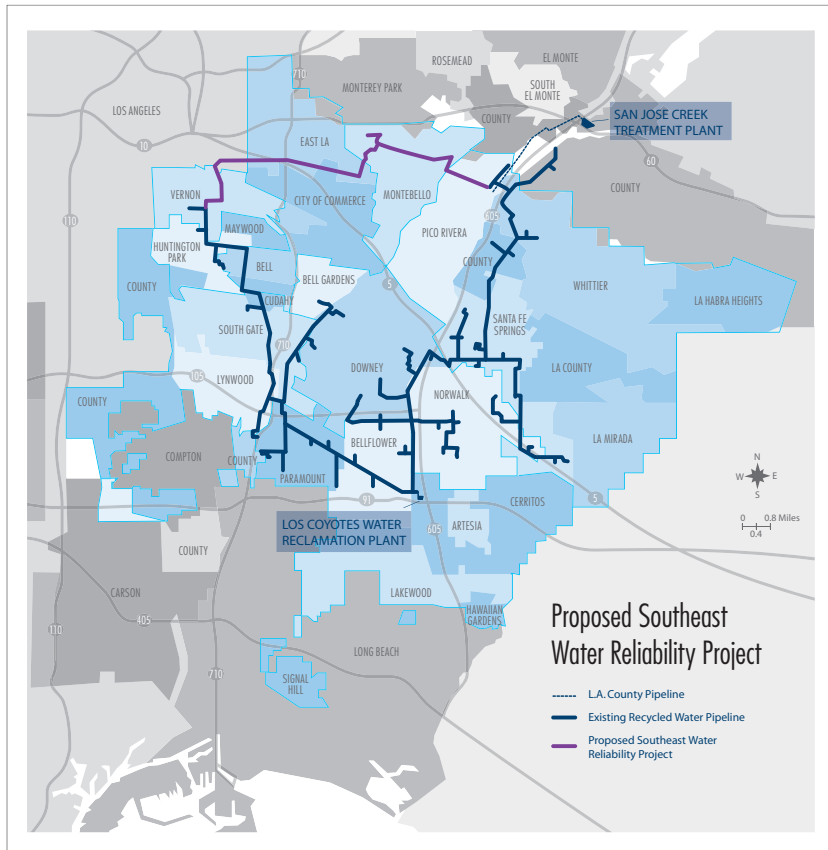 EL MONTE
ROSEMEAD
710
MONTEREY PARK
SOUTH
EL MONTE
LOS ANGELES
COUNTY
SAN JOSE CREEK
TREATMENT PLANT
EAST LA
10
60
COUNTY
VERNON
MONTEBELLO
CITY OF COMMERCE
110
605
MAYWOOD
PICO RIVERA
HUNTINGTON
PARK
COUNTY
BELL
BELL GARDENS
COUNTY
5
WHITTIER
CUDAHY
LA HABRA HEIGHTS
SANTA FE
SPRINGS
SOUTH GATE
710
DOWNEY
LA COUNTY
105
LYNWOOD
NORWALK
COUNTY
BELLFLOWER
LA MIRADA
COMPTON
COUNTY
PARAMOUNT
N
W E
S
91
CERRITOS
5
LOS COYOTES WATER
RECLAMATION PLANT
605
ARTESIA
0 0.8 Miles
0.4
COUNTY
CARSON
LAKEWOOD
HAWAIIAN
GARDENS
405
110
LONG BEACH
710
SIGNAL
HILL
Proposed Southeast
Water Reliability Project
L.A. County Pipeline
Existing Recycled Water Pipeline
Proposed Southeast Water
Reliability Project